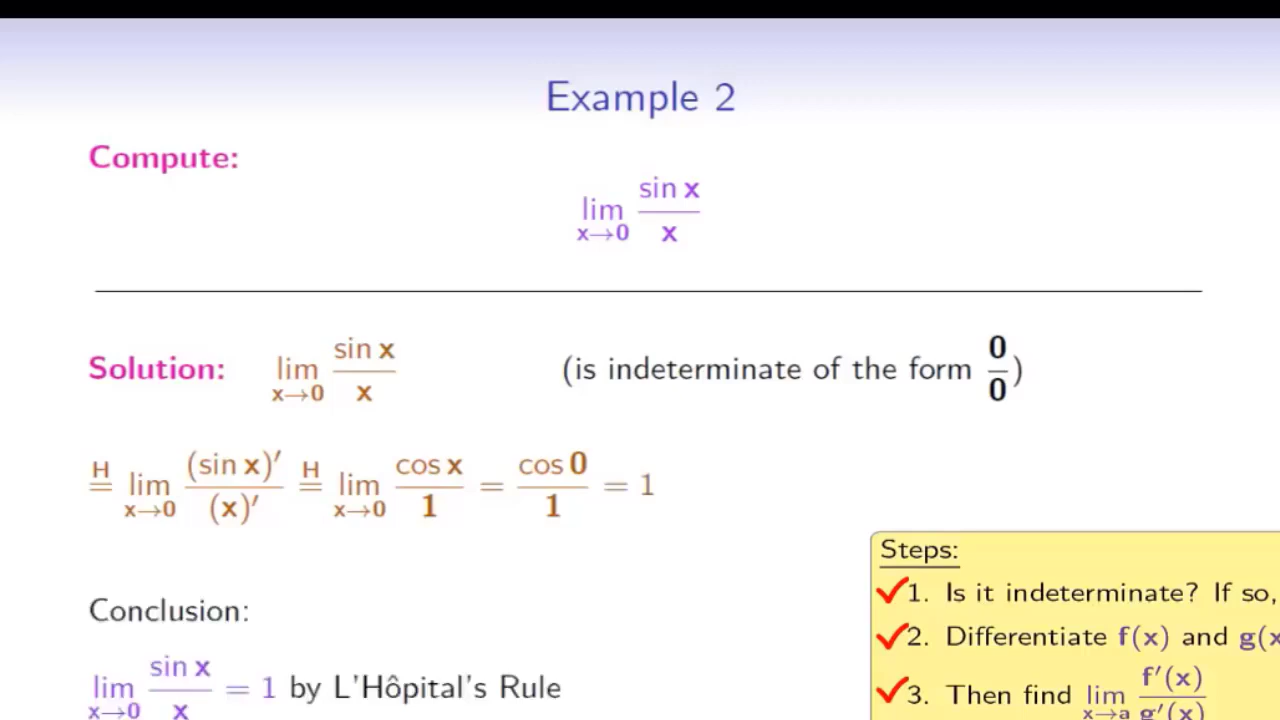 Example 2
Compute:
lim x→0 sin x / x
Solution: lim x→0 sin x / x (is indeterminate of the form 0/0)
H= lim x→0 (sin x)′ / (x)′ H= lim x→0 cos x / 1 = cos 0 / 1 = 1
Conclusion:
lim x→0 sin x / x = 1 by L'Hôpital's Rule
Steps:
1. Is it indeterminate? If so,
2. Differentiate f(x) and g(
3. Then find lim x→a f′(x) / g′(x)